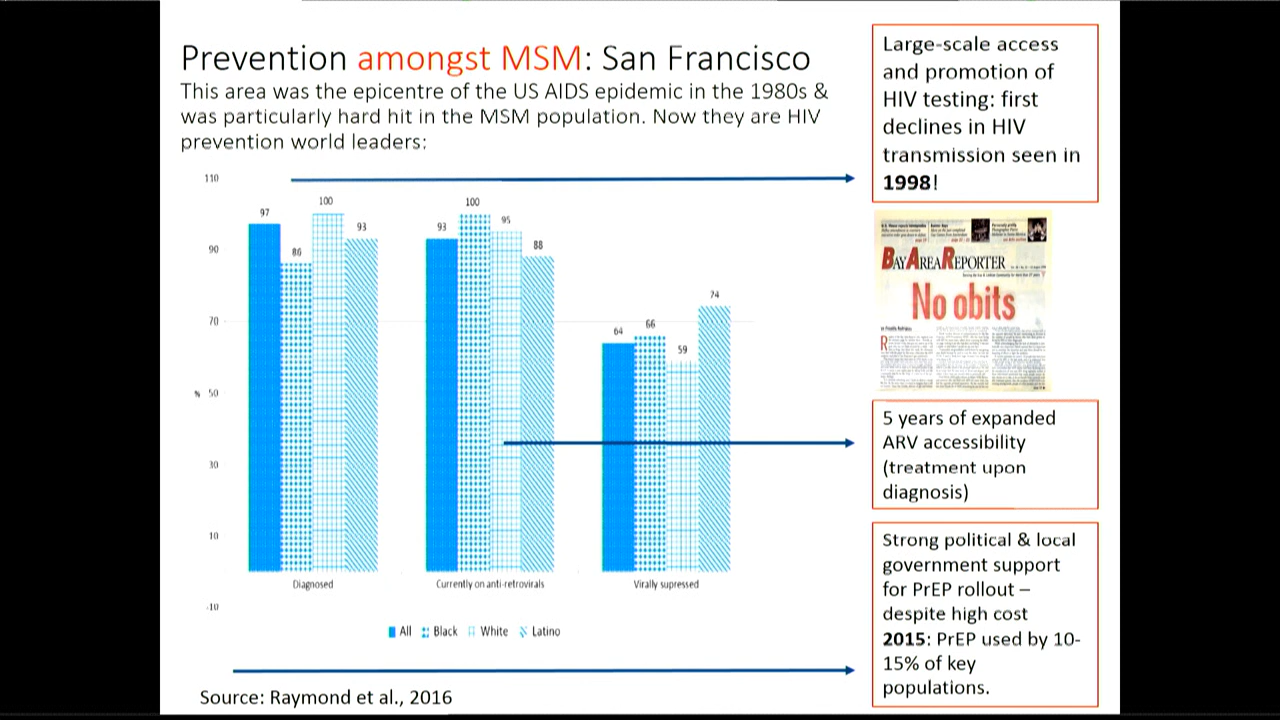 Prevention amongst MSM: San Francisco
This area was the epicentre of the US AIDS epidemic in the 1980s &
was particularly hard hit in the MSM population. Now they are HIV
prevention world leaders:
110
90
70
% 50
30
10
-10
97
86
100
93
93
100
95
88
64
66
59
74
Diagnosed
Currently on anti-retrovirals
Virally supressed
All Black White Latino
Source: Raymond et al., 2016
Large-scale access
and promotion of
HIV testing: first
declines in HIV
transmission seen in
1998!
BAY AREA REPORTER
No obits
5 years of expanded
ARV accessibility
(treatment upon
diagnosis)
Strong political & local
government support
for PrEP rollout –
despite high cost
2015: PrEP used by 10-
15% of key
populations.